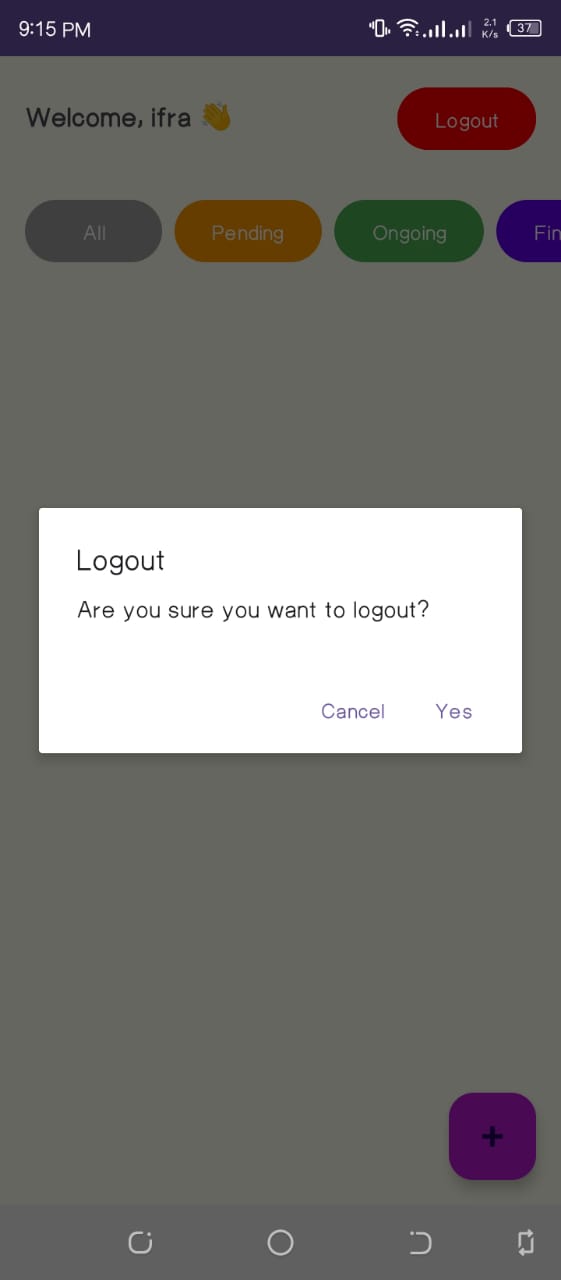 9:15 PM 2.1 K/s 37
Welcome, ifra 👋 Logout
All Pending Ongoing Fin
Logout
Are you sure you want to logout?
Cancel Yes
+